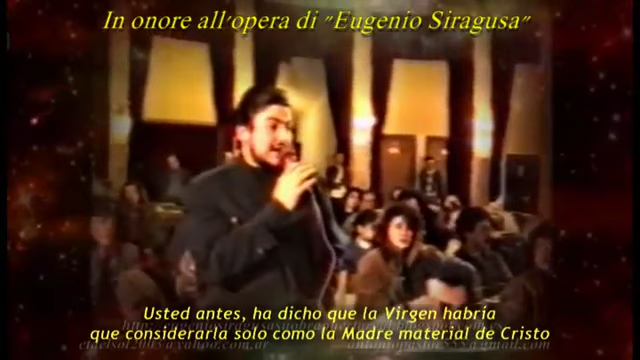 In onore all'opera di "Eugenio Siragusa"
Usted antes, ha dicho que la Virgen habría
que considerarla solo como la Madre material de Cristo